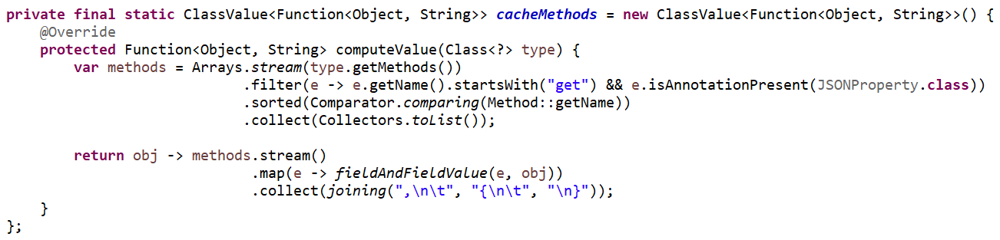 private final static ClassValue<Function<Object, String>> cacheMethods = new ClassValue<Function<Object, String>>() {
    @Override
    protected Function<Object, String> computeValue(Class<?> type) {
        var methods = Arrays.stream(type.getMethods())
                            .filter(e -> e.getName().startsWith("get") && e.isAnnotationPresent(JSONProperty.class))
                            .sorted(Comparator.comparing(Method::getName))
                            .collect(Collectors.toList());

        return obj -> methods.stream()
                             .map(e -> fieldAndFieldValue(e, obj))
                             .collect(joining(",\n\t", "{\n\t", "\n}"));
    }
};